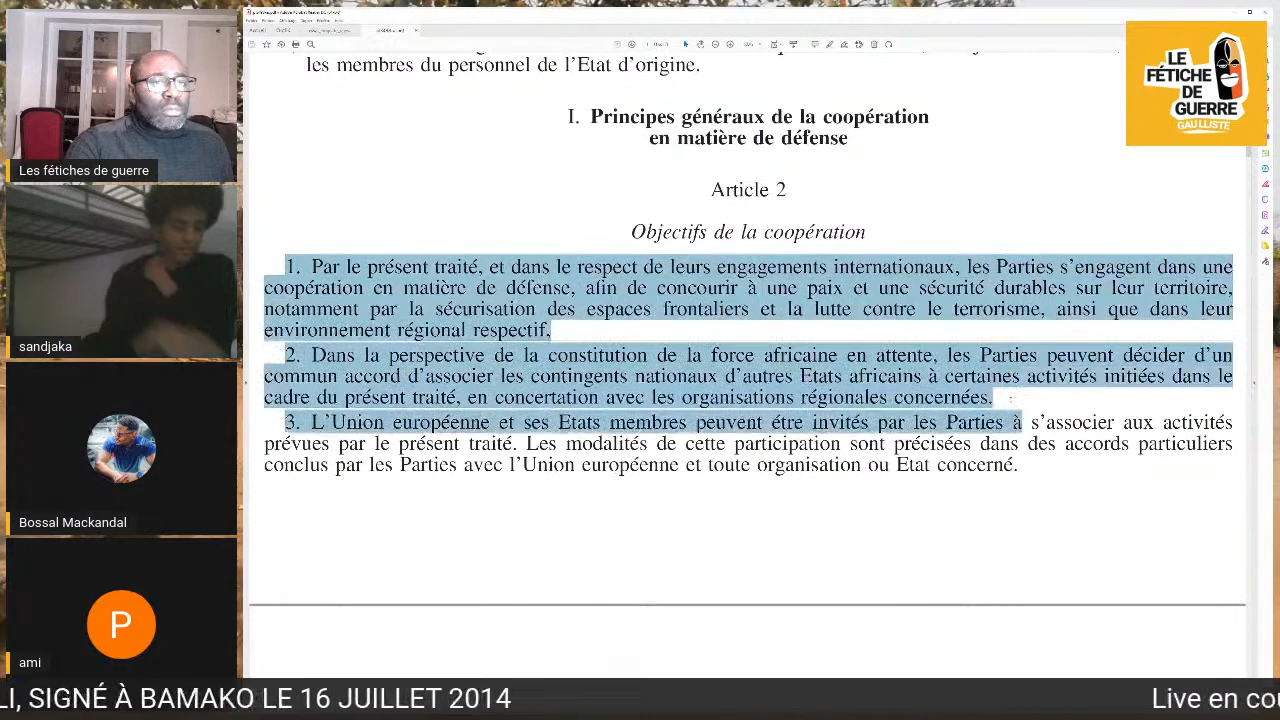 les membres du personnel de l'Etat d'origine.
I. Principes généraux de la coopération
en matière de défense
Article 2
Objectifs de la coopération
1. Par le présent traité, et dans le respect de leurs engagements internationaux, les Parties s'engagent dans une
coopération en matière de défense, afin de concourir à une paix et une sécurité durables sur leur territoire,
notamment par la sécurisation des espaces frontaliers et la lutte contre le terrorisme, ainsi que dans leur
environnement régional respectif,
2. Dans la perspective de la constitution de la force africaine en attente, les Parties peuvent décider d'un
commun accord d'associer les contingents nationaux d'autres Etats africains à certaines activités initiées dans le
cadre du présent traité, en concertation avec les organisations régionales concernées.
3. L'Union européenne et ses Etats membres peuvent étre invités par les Parties à s'associer aux activités
prévues par le présent traité. Les modalités de cette participation sont précisées dans des accords particuliers
conclus par les Parties avec l'Union européenne et toute organisation ou Etat concerné.
LE
FÉTICHE
DE
GUERRE
GAULLISTE
Les fétiches de guerre
sandjaka
Bossal Mackandal
P
ami
LI, SIGNÉ À BAMAKO LE 16 JUILLET 2014
Live en cou